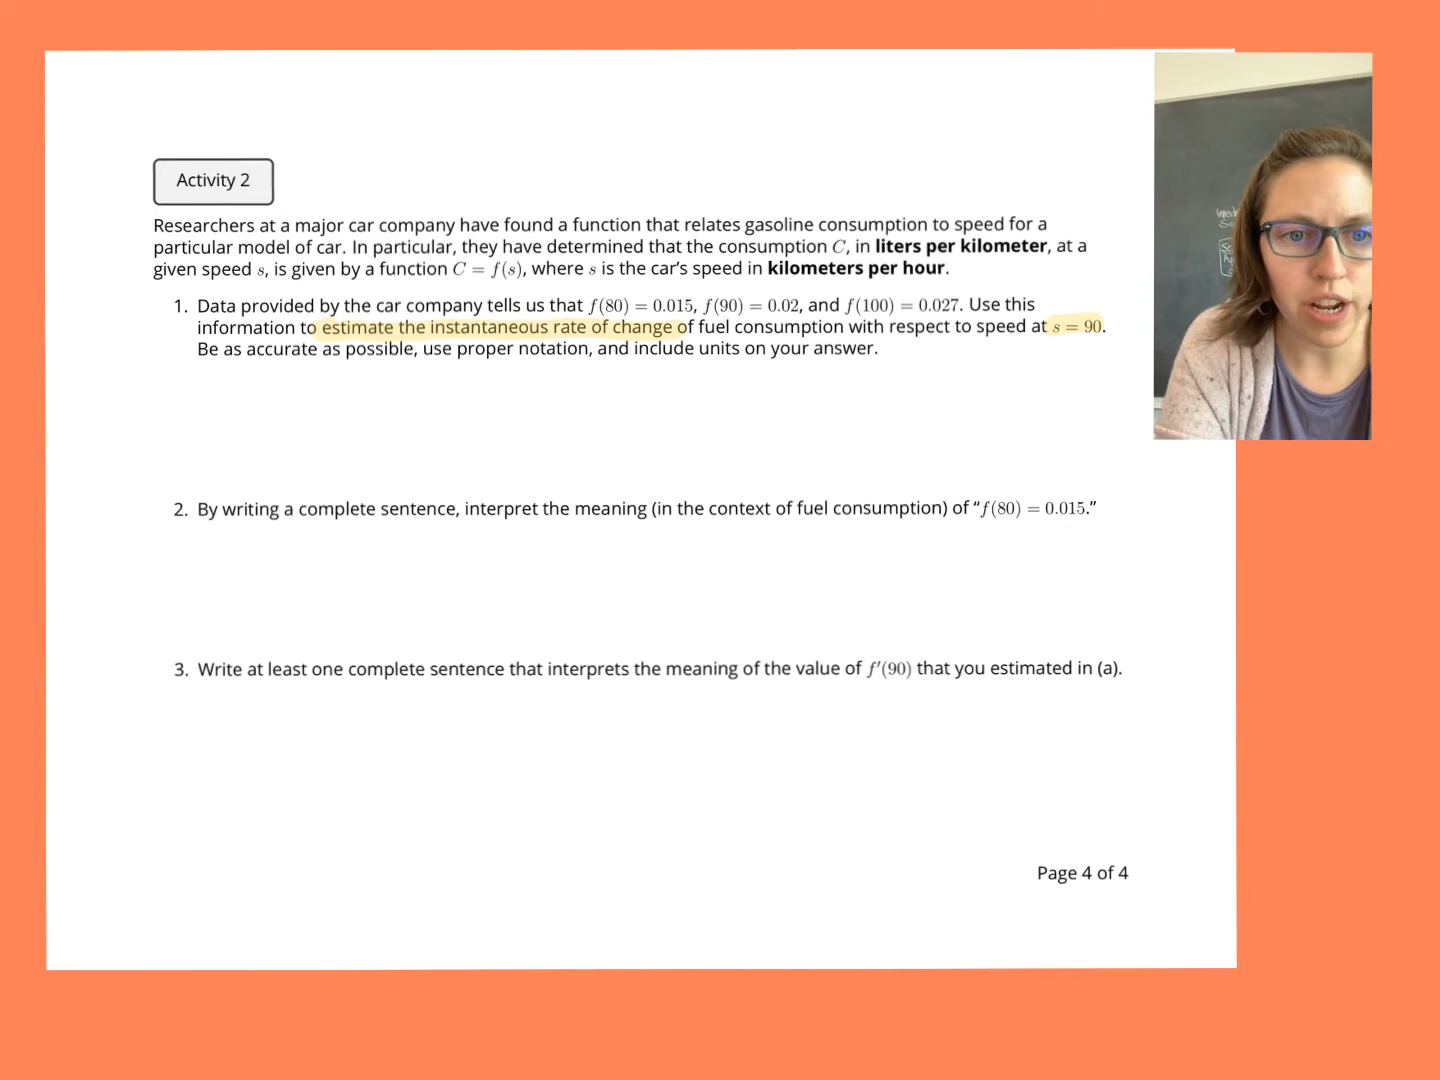 Activity 2
Researchers at a major car company have found a function that relates gasoline consumption to speed for a
particular model of car. In particular, they have determined that the consumption C, in liters per kilometer, at a
given speed s, is given by a function C = f(s), where s is the car's speed in kilometers per hour.
1. Data provided by the car company tells us that f(80) = 0.015, f(90) = 0.02, and f(100) = 0.027. Use this
information to estimate the instantaneous rate of change of fuel consumption with respect to speed at s = 90.
Be as accurate as possible, use proper notation, and include units on your answer.
2. By writing a complete sentence, interpret the meaning (in the context of fuel consumption) of “f(80) = 0.015.”
3. Write at least one complete sentence that interprets the meaning of the value of f′(90) that you estimated in (a).
Page 4 of 4